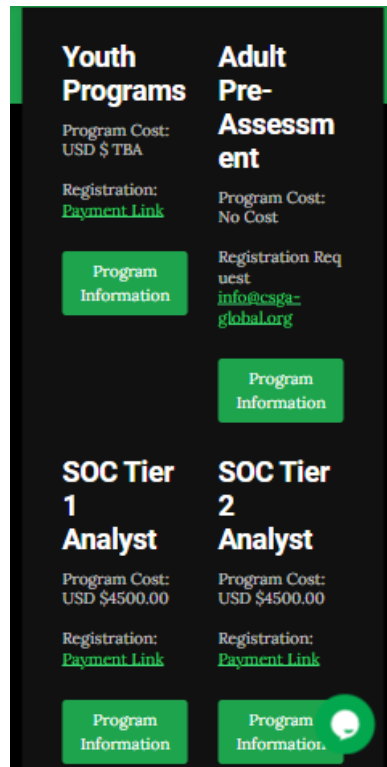 Youth
Programs
Program Cost:
USD $ TBA
Registration:
Payment Link
Program
Information
Adult
Pre-
Assessm
ent
Program Cost:
No Cost
Registration Req
uest
info@csga-
global.org
Program
Information
SOC Tier
1
Analyst
Program Cost:
USD $4500.00
Registration:
Payment Link
Program
Information
SOC Tier
2
Analyst
Program Cost:
USD $4500.00
Registration:
Payment Link
Program
Information